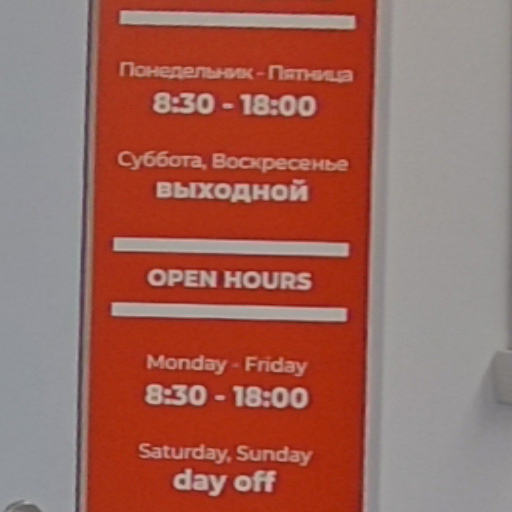 Понедельник - Пятница
8:30 - 18:00
Суббота, Воскресенье
выходной
OPEN HOURS
Monday - Friday
8:30 - 18:00
Saturday, Sunday
day off